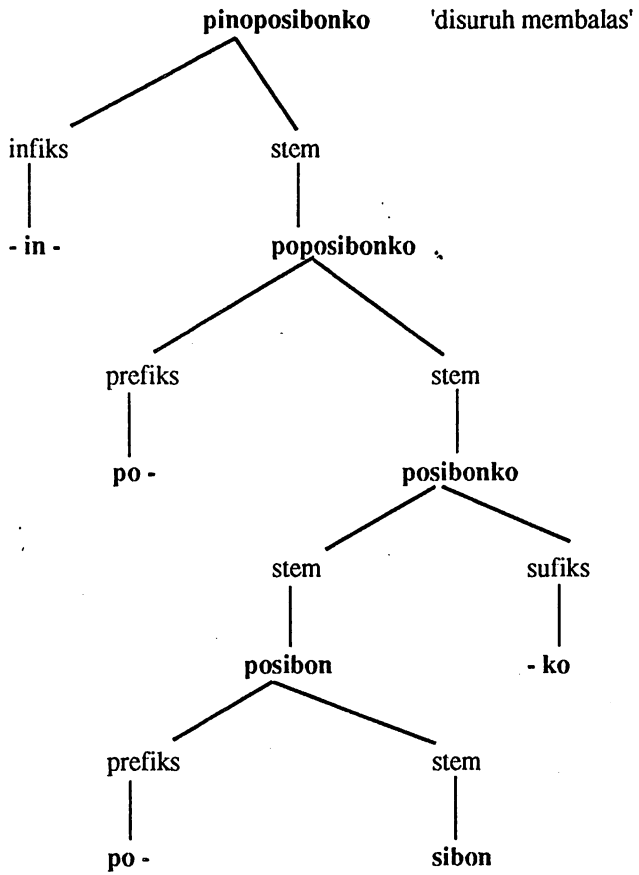 pinoposibonko 'disuruh membalas'
infiks stem
- in - poposibonko
prefiks stem
po - posibonko
stem sufiks
posibon - ko
prefiks stem
po - sibon